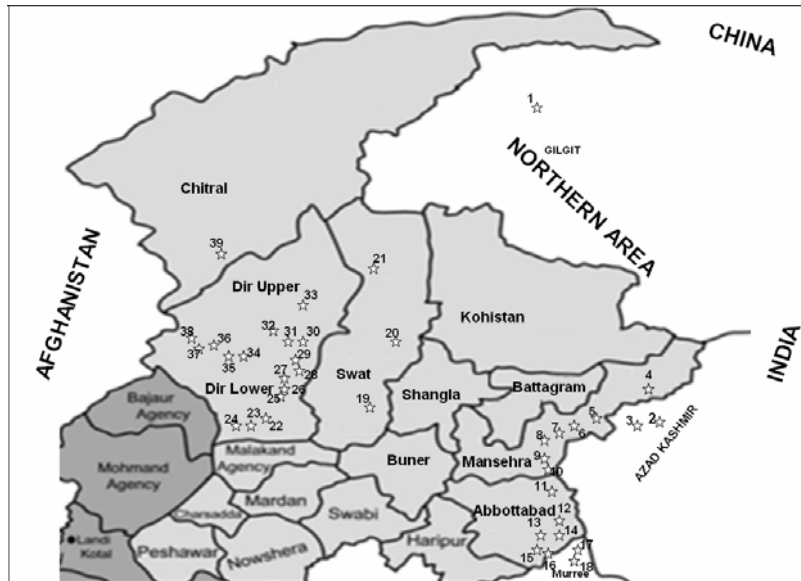 CHINA
1
GILGIT
NORTHERN AREA
Chitral
AFGHANISTAN
39
21
Dir Upper
33
Kohistan
INDIA
38
37
36
35
34
32
31
30
29
28
27
26
25
Dir Lower
20
Swat
19
Shangla
Battagram
4
5
3
2
AZAD KASHMIR
Bajaur
Agency
24
23
22
8
7
6
9
10
Mansehra
Malakand
Agency
Buner
Mohmand
Agency
Mardan
Charsadda
Swabi
11
Abbottabad
12
13
14
Landi
Kotal
Peshawar
Nowshera
Haripur
15
16
17
18
Murree